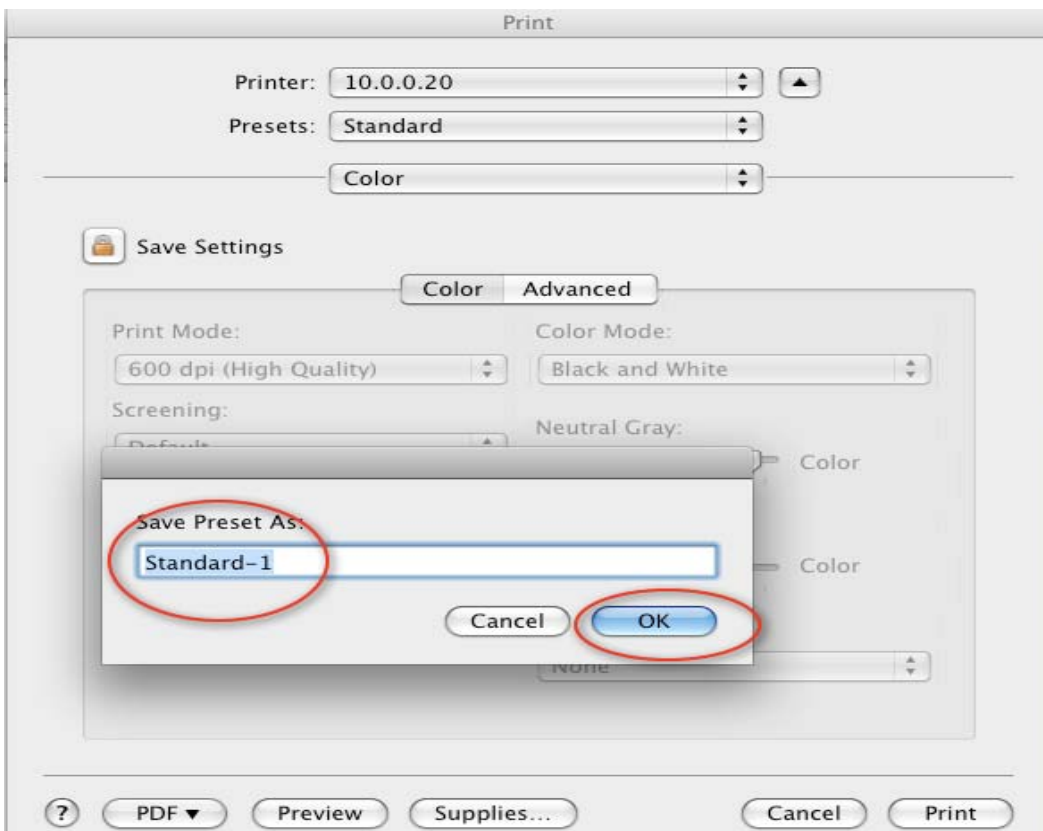 Print
Printer: 10.0.0.20
Presets: Standard
Color
Save Settings
Color Advanced
Print Mode: Color Mode:
600 dpi (High Quality) Black and White
Screening:
Neutral Gray:
Default
Color
Save Preset As:
Standard-1
Color
Cancel OK
None
? PDF ▼ Preview Supplies... Cancel Print